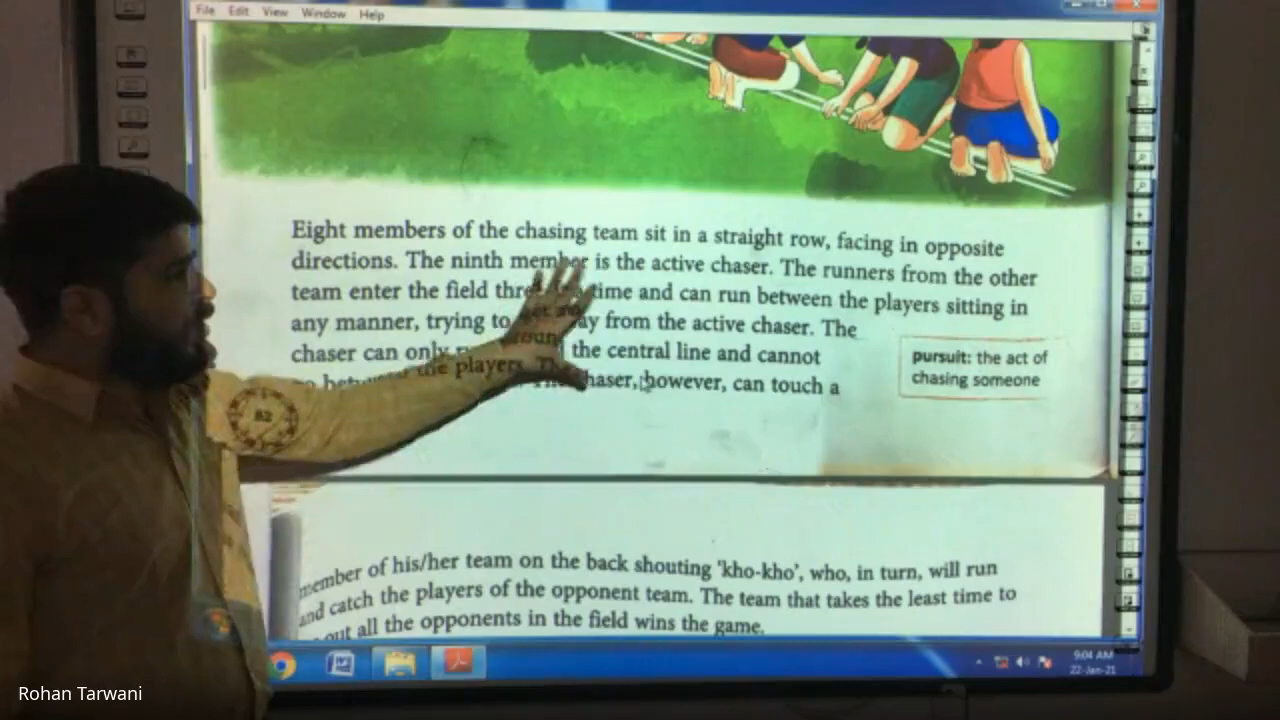 File Edit View Window Help
Eight members of the chasing team sit in a straight row, facing in opposite
directions. The ninth member is the active chaser. The runners from the other
team enter the field time and can run between the players sitting in
any manner, trying to from the active chaser. The
chaser can only the central line and cannot
the players. chaser, however, can touch a
pursuit: the act of
chasing someone
82
member of his/her team on the back shouting 'kho-kho', who, in turn, will run
and catch the players of the opponent team. The team that takes the least time to
out all the opponents in the field wins the game.
9:04 AM
22-Jan-21
Rohan Tarwani